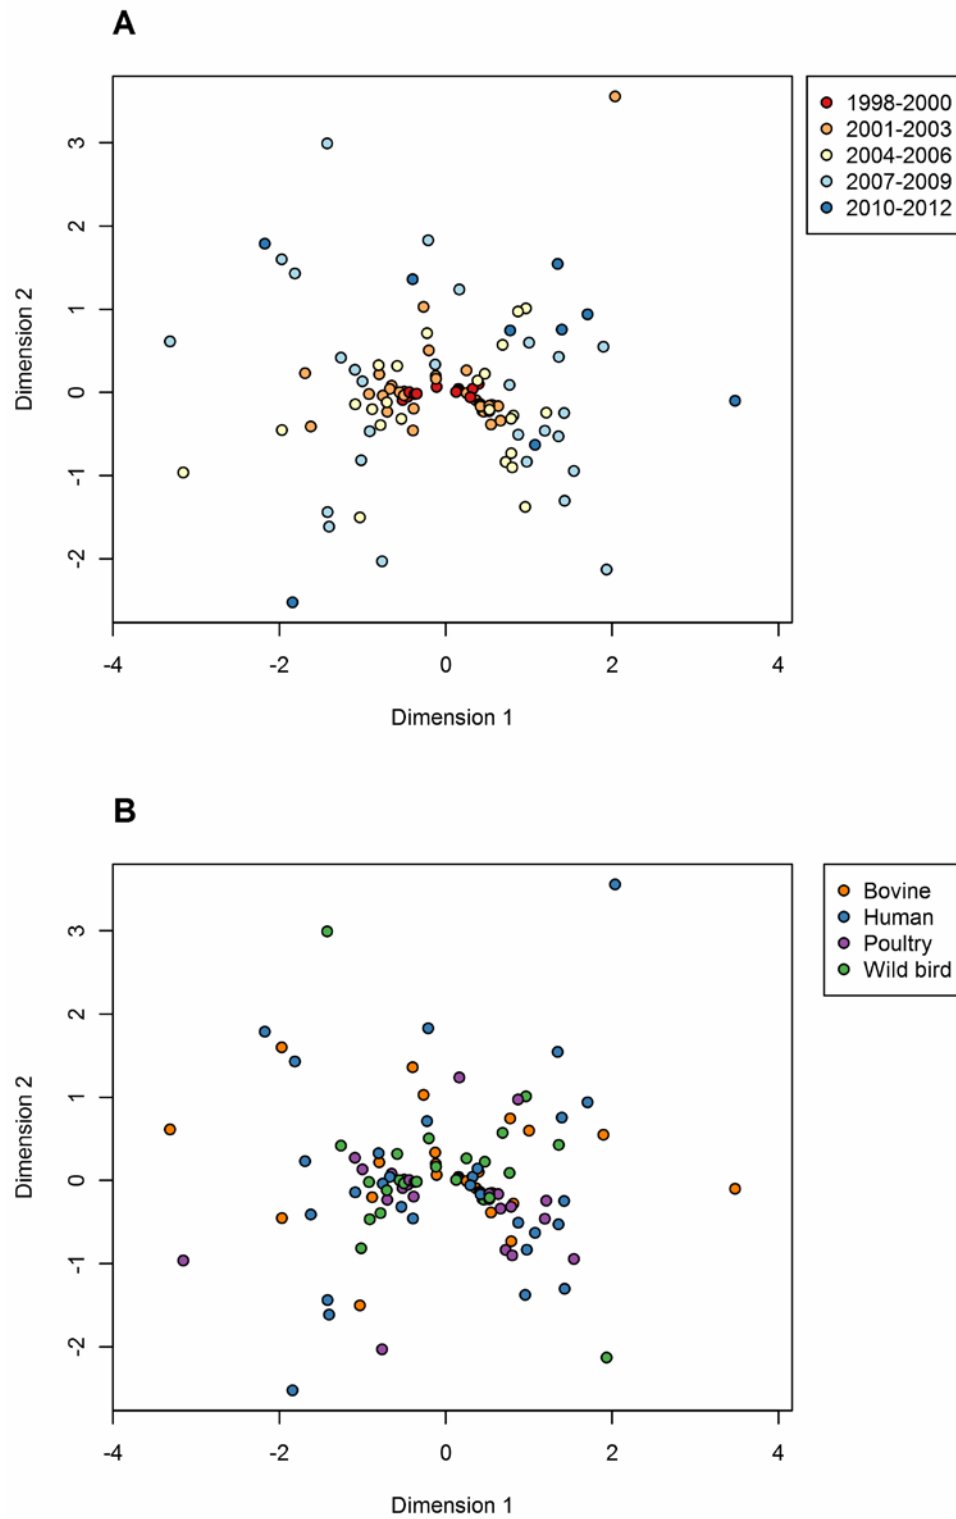 A
1998-2000
2001-2003
2004-2006
2007-2009
2010-2012
3
2
1
0
-1
-2
Dimension 2
-4 -2 0 2 4
Dimension 1
B
Bovine
Human
Poultry
Wild bird
3
2
1
0
-1
-2
Dimension 2
-4 -2 0 2 4
Dimension 1